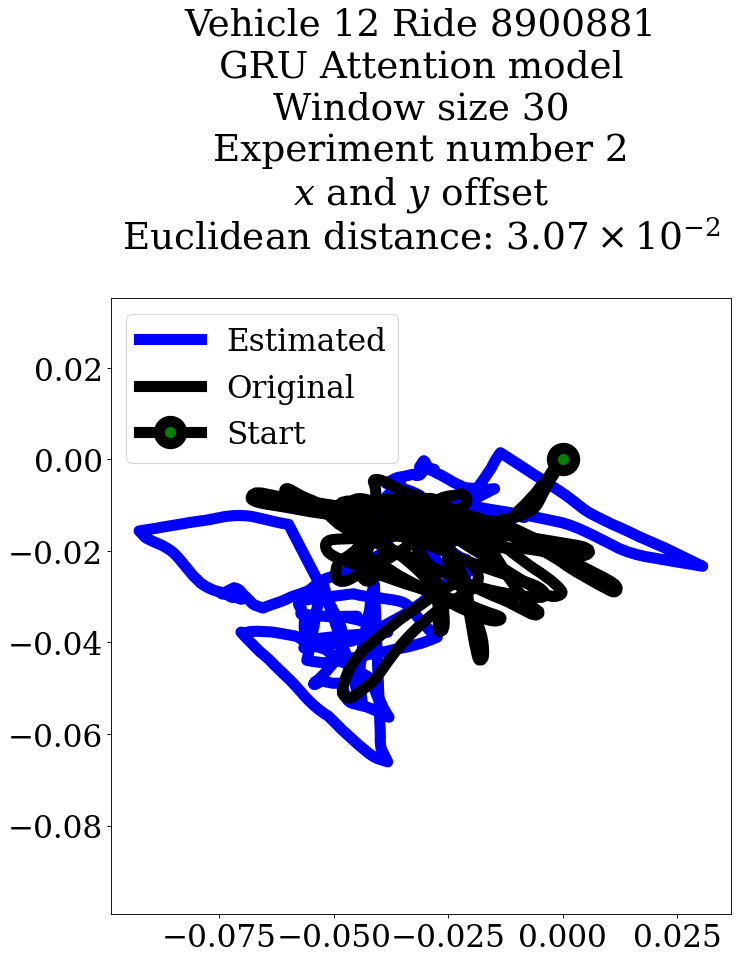 Vehicle 12 Ride 8900881
GRU Attention model
Window size 30
Experiment number 2
x and y offset
Euclidean distance: 3.07 × 10⁻²
Estimated
Original
Start
0.02
0.00
−0.02
−0.04
−0.06
−0.08
−0.075 −0.050 −0.025 0.000 0.025